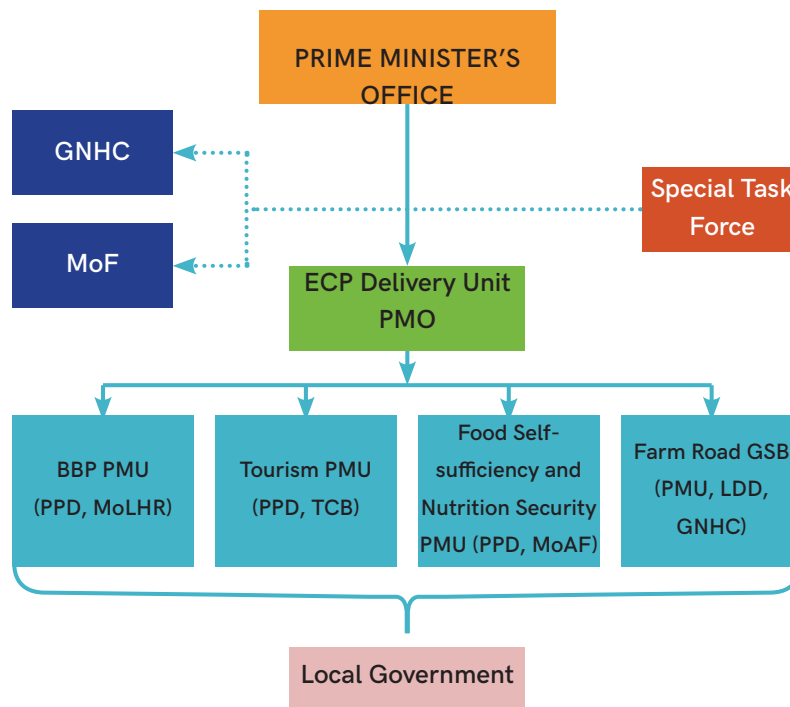 PRIME MINISTER’S
OFFICE
GNHC
MoF
Special Task
Force
ECP Delivery Unit
PMO
BBP PMU
(PPD, MoLHR)
Tourism PMU
(PPD, TCB)
Food Self-
sufficiency and
Nutrition Security
PMU (PPD, MoAF)
Farm Road GSB
(PMU, LDD,
GNHC)
Local Government